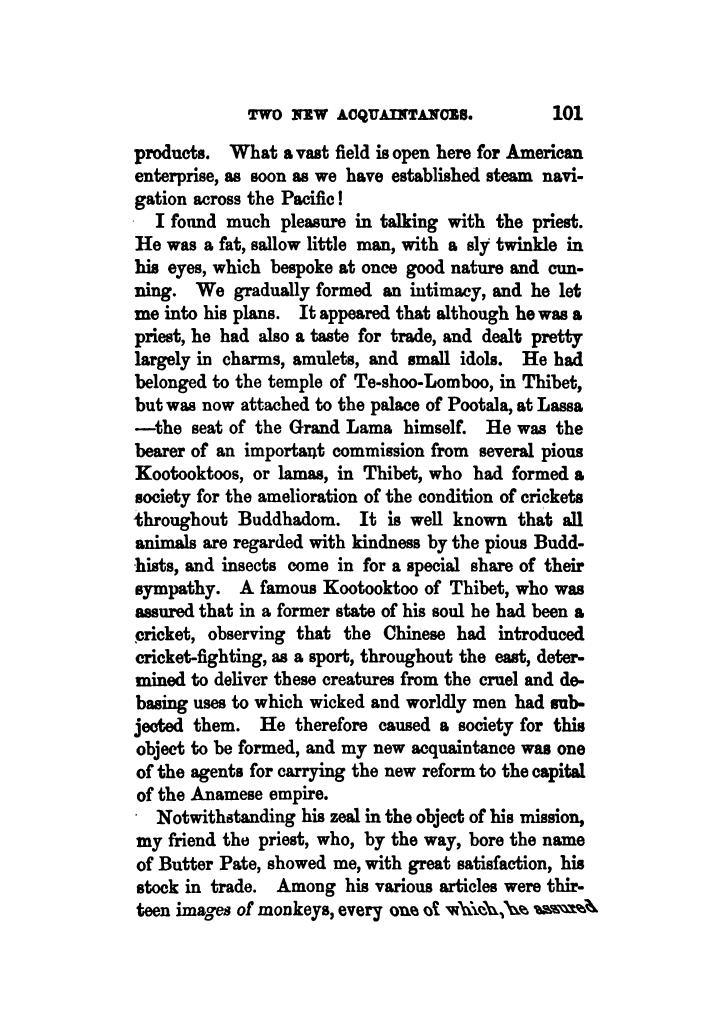 TWO NEW ACQUAINTANCES. 101
products. What a vast field is open here for American
enterprise, as soon as we have established steam navi-
gation across the Pacific!
I found much pleasure in talking with the priest.
He was a fat, sallow little man, with a sly twinkle in
his eyes, which bespoke at once good nature and cun-
ning. We gradually formed an intimacy, and he let
me into his plans. It appeared that although he was a
priest, he had also a taste for trade, and dealt pretty
largely in charms, amulets, and small idols. He had
belonged to the temple of Te-shoo-Lomboo, in Thibet,
but was now attached to the palace of Pootala, at Lassa
—the seat of the Grand Lama himself. He was the
bearer of an important commission from several pious
Kootooktoos, or lamas, in Thibet, who had formed a
society for the amelioration of the condition of crickets
throughout Buddhadom. It is well known that all
animals are regarded with kindness by the pious Budd-
hists, and insects come in for a special share of their
sympathy. A famous Kootooktoo of Thibet, who was
assured that in a former state of his soul he had been a
cricket, observing that the Chinese had introduced
cricket-fighting, as a sport, throughout the east, deter-
mined to deliver these creatures from the cruel and de-
basing uses to which wicked and worldly men had sub-
jected them. He therefore caused a society for this
object to be formed, and my new acquaintance was one
of the agents for carrying the new reform to the capital
of the Anamese empire.
Notwithstanding his zeal in the object of his mission,
my friend the priest, who, by the way, bore the name
of Butter Pate, showed me, with great satisfaction, his
stock in trade. Among his various articles were thir-
teen images of monkeys, every one of which, he assured